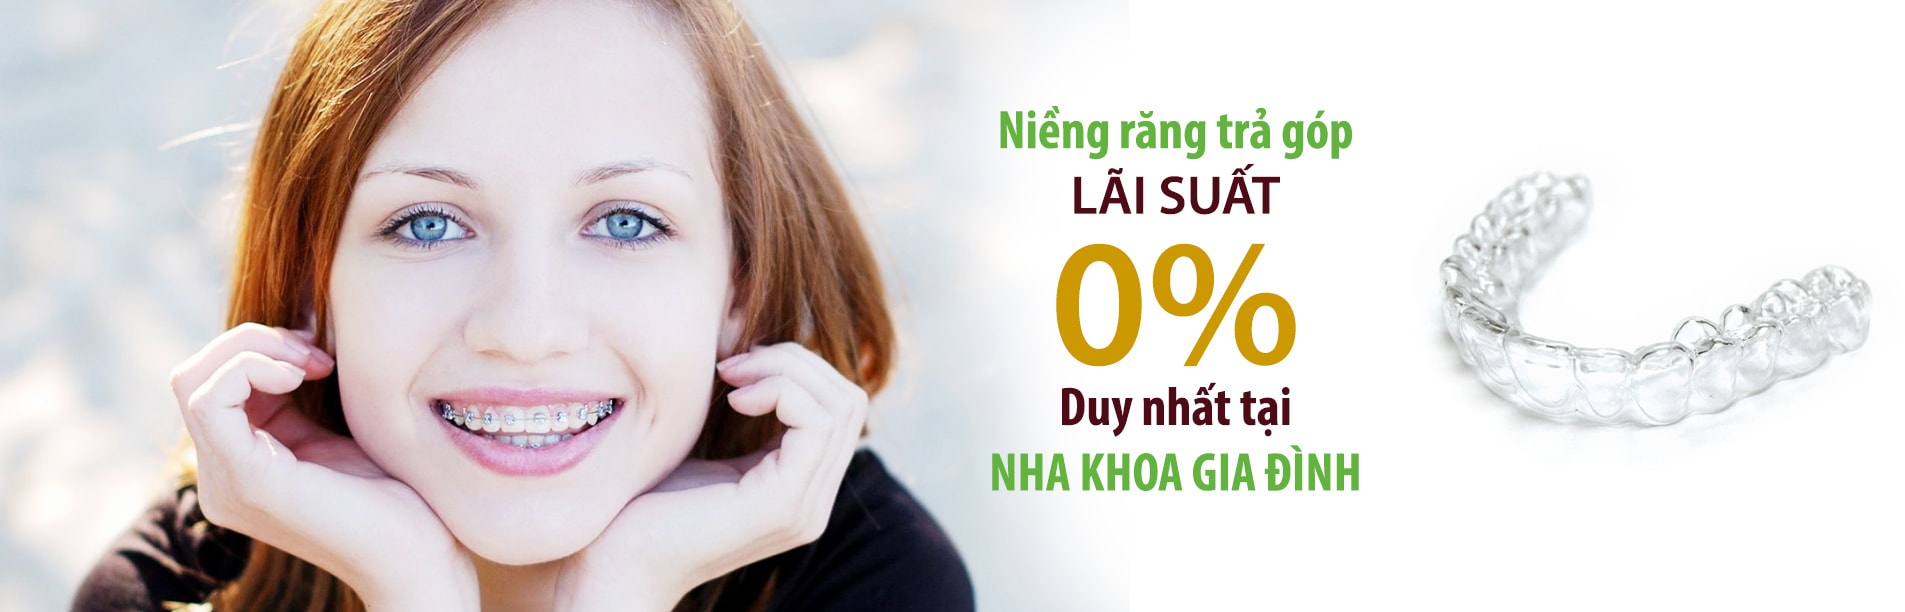 Niềng răng trả góp
LÃI SUẤT
0%
Duy nhất tại
NHA KHOA GIA ĐÌNH